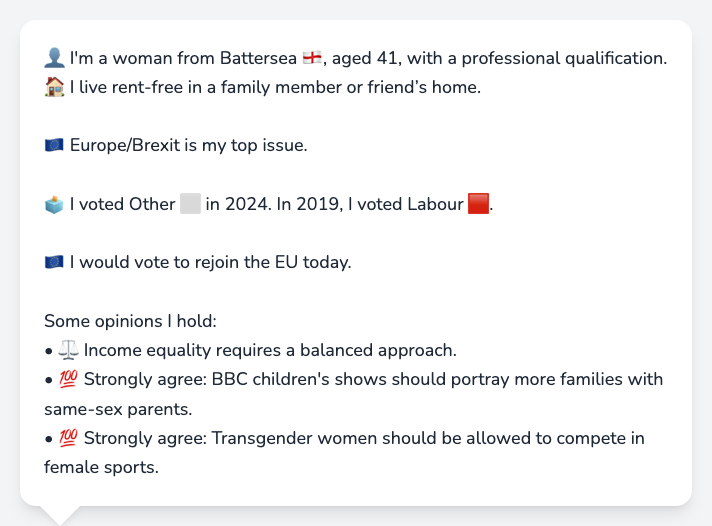 👤 I'm a woman from Battersea 🏴󠁧󠁢󠁥󠁮󠁧󠁿, aged 41, with a professional qualification.
🏠 I live rent-free in a family member or friend’s home.
🇪🇺 Europe/Brexit is my top issue.
🗳️ I voted Other ⬜ in 2024. In 2019, I voted Labour 🟥.
🇪🇺 I would vote to rejoin the EU today.
Some opinions I hold:
• ⚖️ Income equality requires a balanced approach.
• 💯 Strongly agree: BBC children's shows should portray more families with
same-sex parents.
• 💯 Strongly agree: Transgender women should be allowed to compete in
female sports.